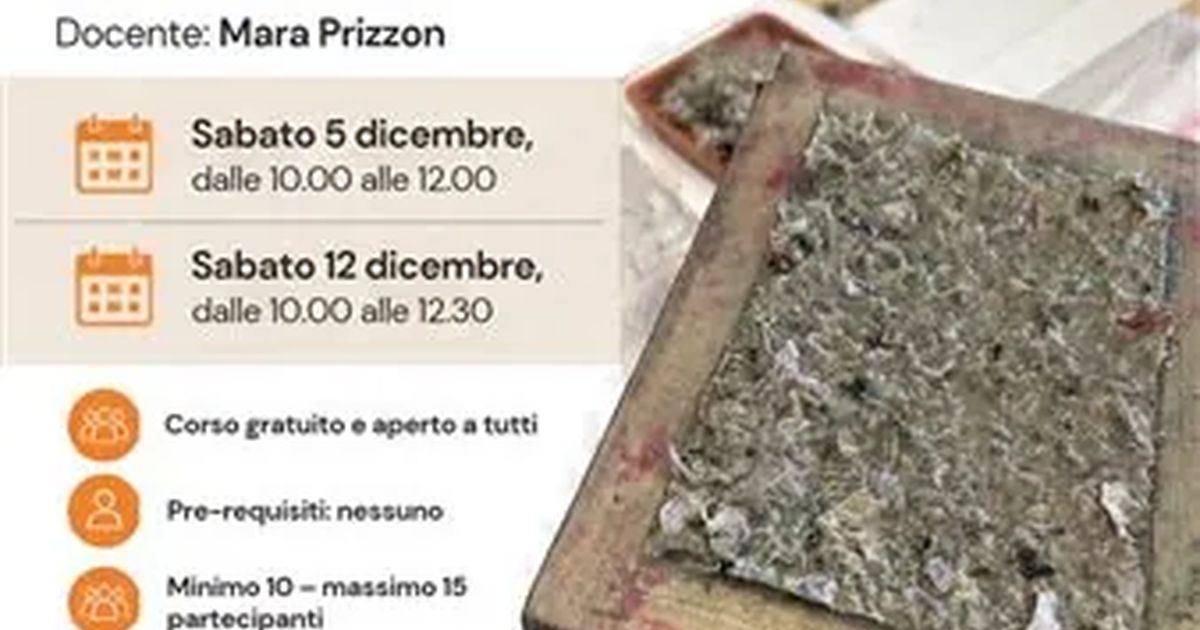 Docente: Mara Prizzon
Sabato 5 dicembre,
dalle 10.00 alle 12.00
Sabato 12 dicembre,
dalle 10.00 alle 12.30
Corso gratuito e aperto a tutti
Pre-requisiti: nessuno
Minimo 10 – massimo 15
partecipanti